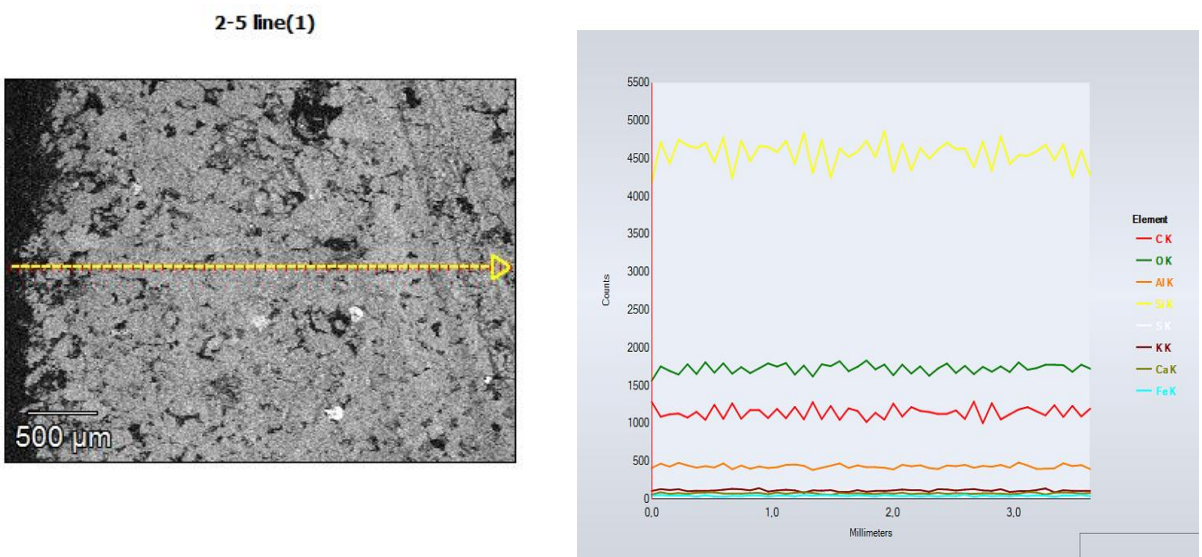 2-5 line(1)
500 µm
5500
5000
4500
4000
3500
3000
2500
2000
1500
1000
500
0
Counts
0,0
1,0
2,0
3,0
Millimeters
Element
C K
O K
Al K
Si K
S K
K K
Ca K
Fe K